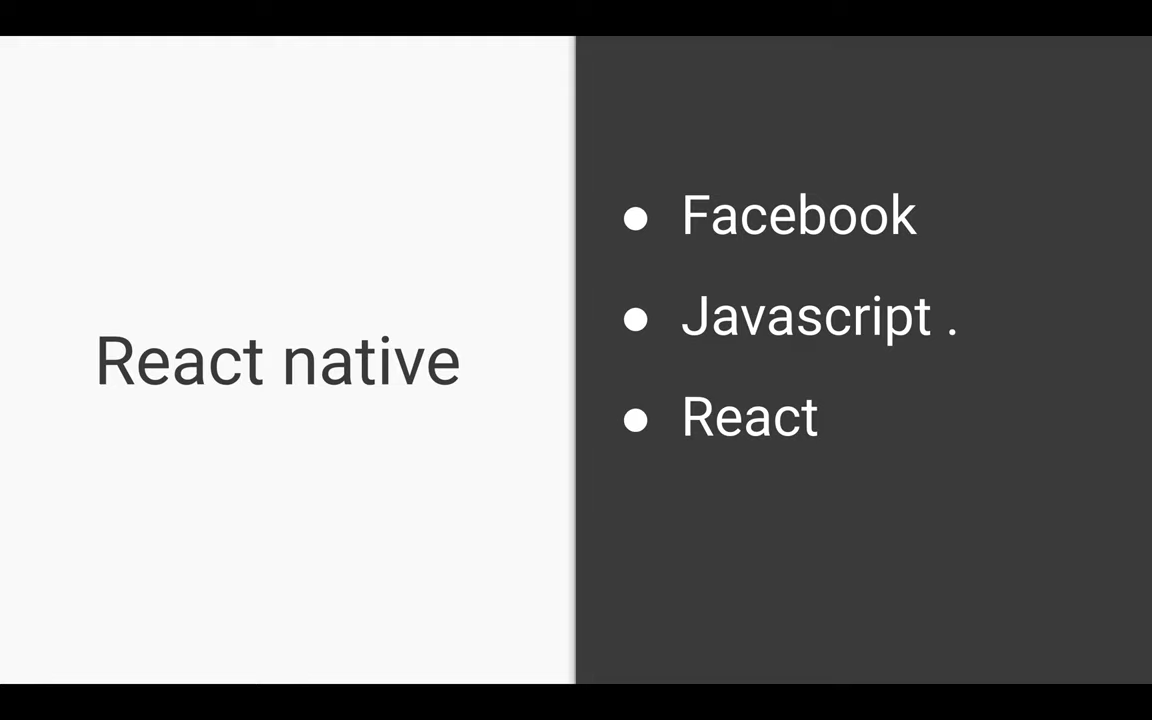 React native
● Facebook
● Javascript .
● React